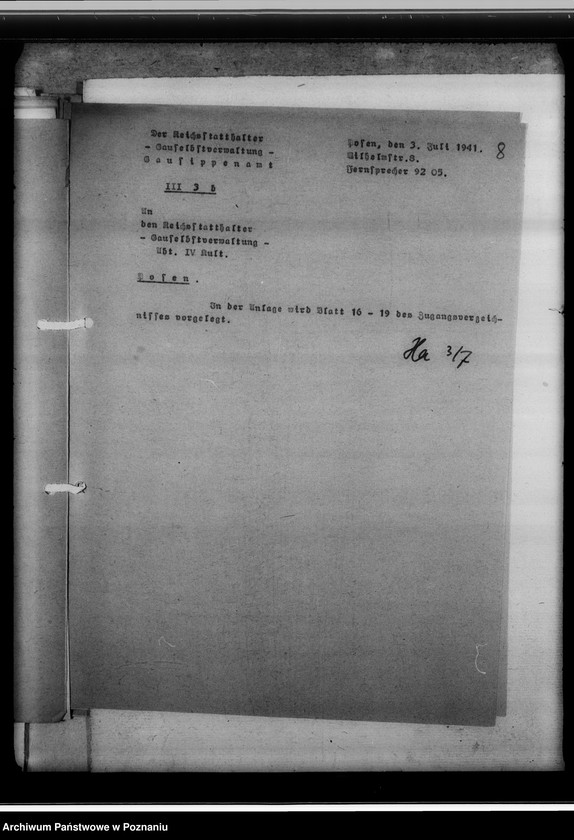 Der Reichsstatthalter
- Gauselbstverwaltung -
Gausippenamt
III 3 b
Posen, den 3. Juli 1941.
8
Wilhelmstr.8.
Fernsprecher 92 05.
An
den Reichsstatthalter
- Gauselbstverwaltung -
Abt. IV Kult.
Posen.
In der Anlage wird Blatt 16 - 19 des Zugangsverzeich-
nisses vorgelegt.
Ha 3/7
Archiwum Państwowe w Poznaniu